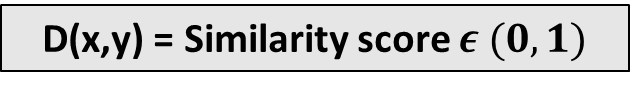 D(x,y) = Similarity score ϵ (0, 1)